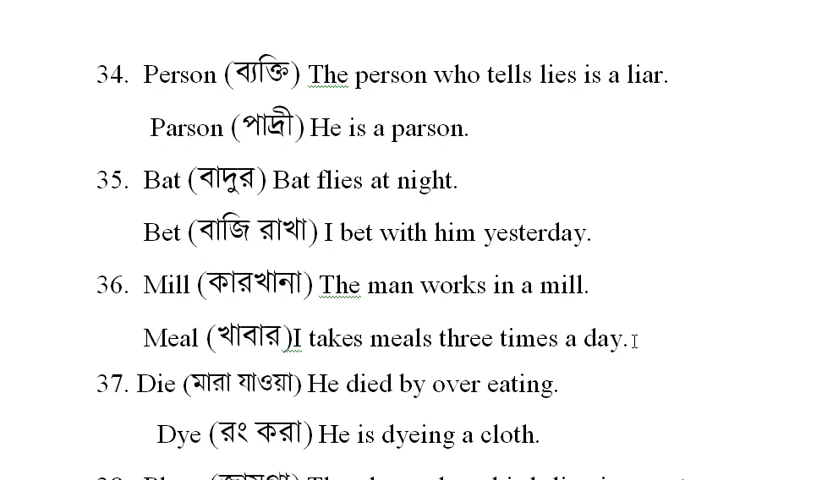 34. Person (ব্যক্তি) The person who tells lies is a liar.
Parson (পাদ্রী) He is a parson.
35. Bat (বাদুর) Bat flies at night.
Bet (বাজি রাখা) I bet with him yesterday.
36. Mill (কারখানা) The man works in a mill.
Meal (খাবার)I takes meals three times a day.
37. Die (মারা যাওয়া) He died by over eating.
Dye (রং করা) He is dyeing a cloth.